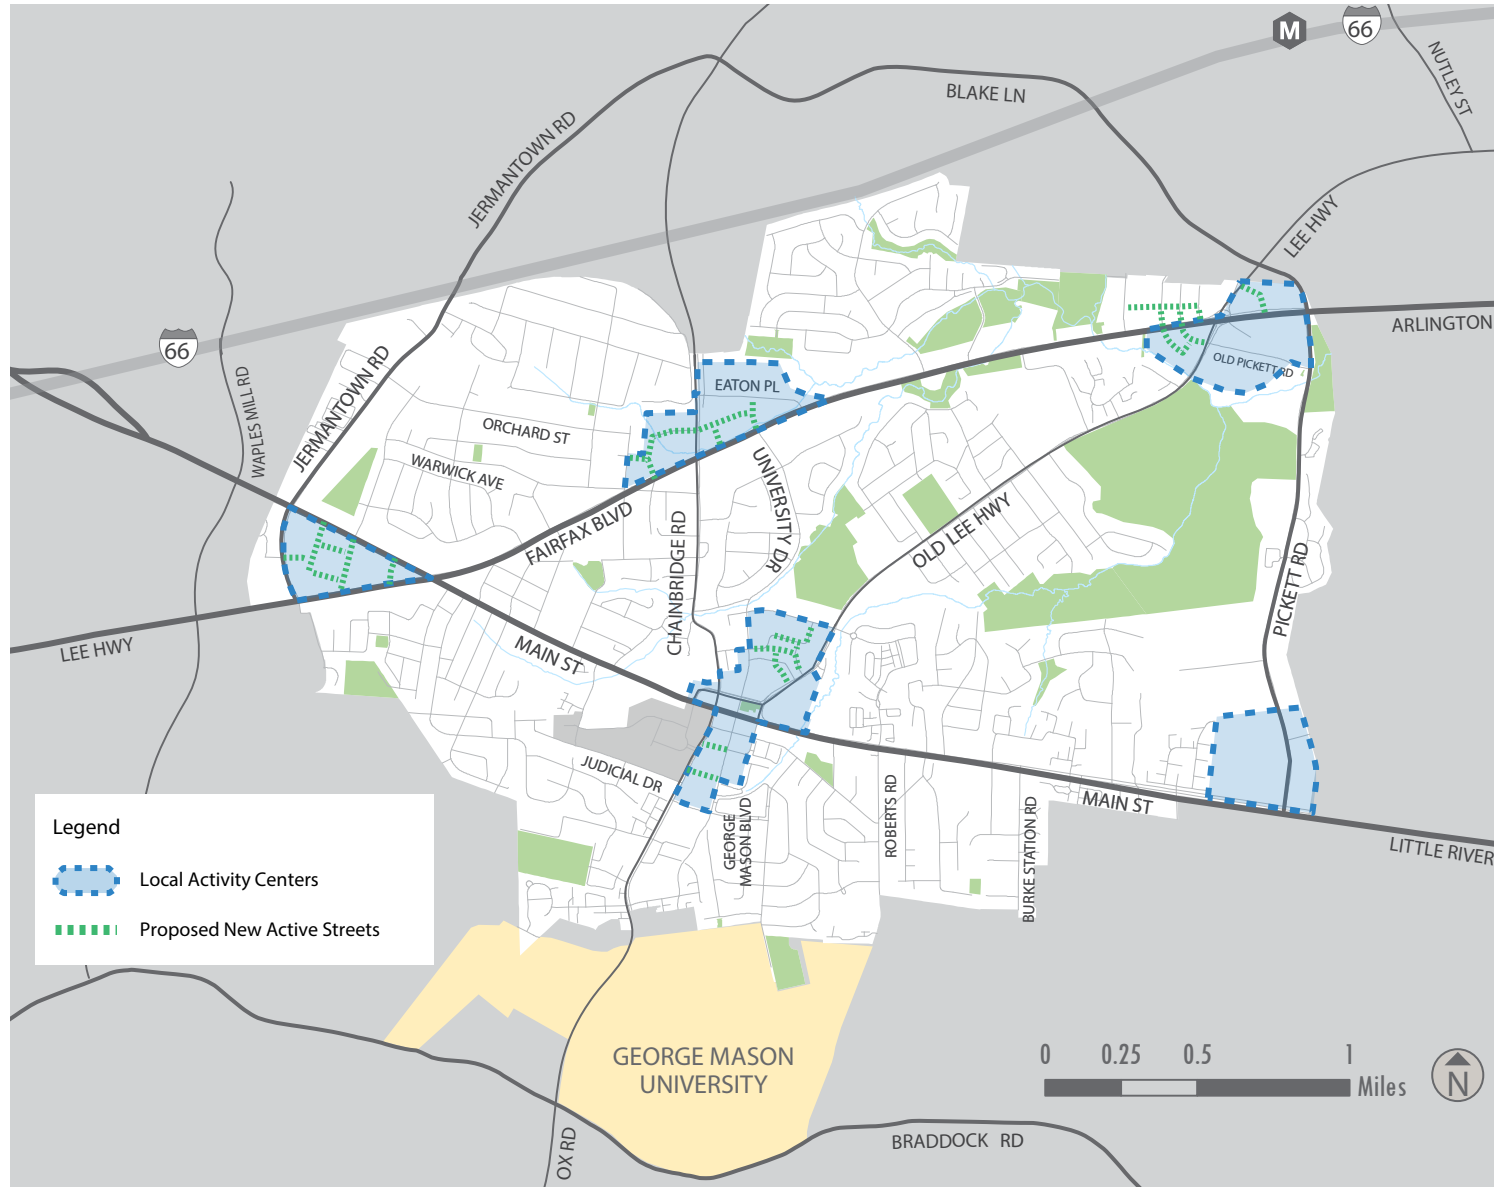 M
66
NUTLEY ST
BLAKE LN
JERMANTOWN RD
LEE HWY
ARLINGTON
66
WAPLES MILL RD
JERMANTOWN RD
OLD PICKETT RD
EATON PL
ORCHARD ST
WARWICK AVE
UNIVERSITY DR
FAIRFAX BLVD
CHAINBRIDGE RD
OLD LEE HWY
PICKETT RD
LEE HWY
MAIN ST
JUDICIAL DR
GEORGE
MASON BLVD
ROBERTS RD
BURKE STATION RD
MAIN ST
LITTLE RIVER
Legend
Local Activity Centers
Proposed New Active Streets
GEORGE MASON
UNIVERSITY
0 0.25 0.5 1
Miles
N
OX RD
BRADDOCK RD